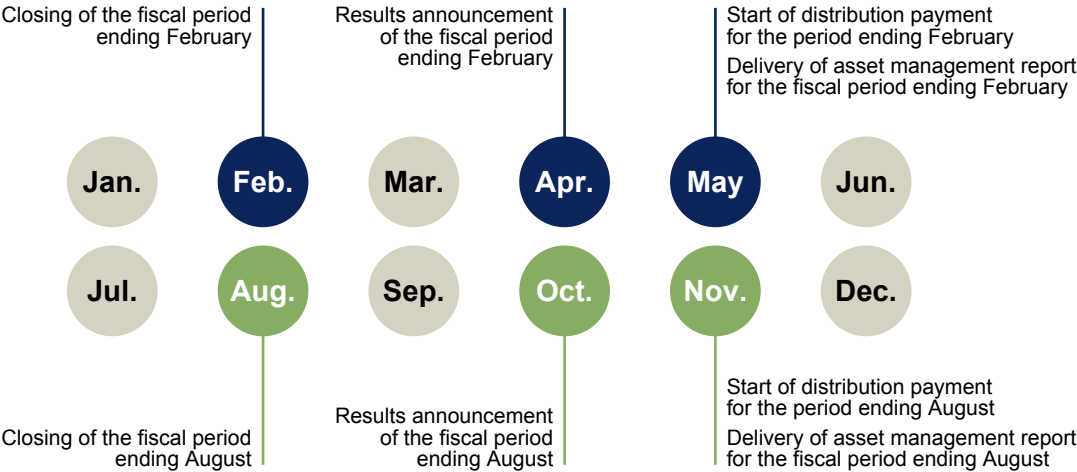 Closing of the fiscal period
ending February
Results announcement
of the fiscal period
ending February
Start of distribution payment
for the period ending February
Delivery of asset management report
for the fiscal period ending February
Jan.
Feb.
Mar.
Apr.
May
Jun.
Jul.
Aug.
Sep.
Oct.
Nov.
Dec.
Closing of the fiscal period
ending August
Results announcement
of the fiscal period
ending August
Start of distribution payment
for the period ending August
Delivery of asset management report
for the fiscal period ending August